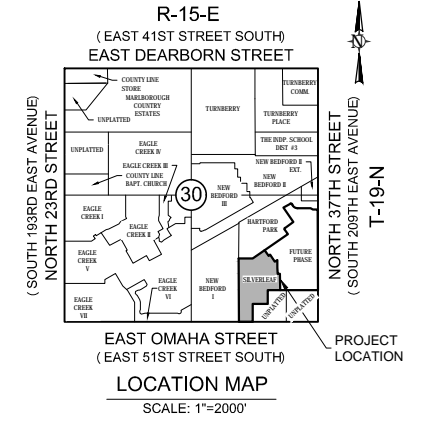 R-15-E
( EAST 41ST STREET SOUTH)
EAST DEARBORN STREET
N
( SOUTH 193RD EAST AVENUE)
NORTH 23RD STREET
COUNTY LINE
STORE
MARLBOROUGH
COUNTRY
ESTATES
UNPLATTED
TURNBERRY
TURNBERRY
COMM.
TURNBERRY
PLACE
THE INDP. SCHOOL
DIST #3
UNPLATTED
EAGLE
CREEK IV
EAGLE CREEK III
COUNTY LINE
BAPT. CHURCH
NEW BEDFORD II
EXT.
NEW
BEDFORD II
30
NEW
BEDFORD
III
EAGLE
CREEK I
EAGLE
CREEK II
HARTFORD
PARK
EAGLE
CREEK
V
FUTURE
PHASE
EAGLE
CREEK
VI
NEW
BEDFORD
I
SILVERLEAF
UNPLATTED
UNPLATTED
EAGLE
CREEK
VII
NORTH 37TH STREET
( SOUTH 209TH EAST AVENUE)
T-19-N
EAST OMAHA STREET
( EAST 51ST STREET SOUTH)
PROJECT
LOCATION
LOCATION MAP
SCALE: 1"=2000'